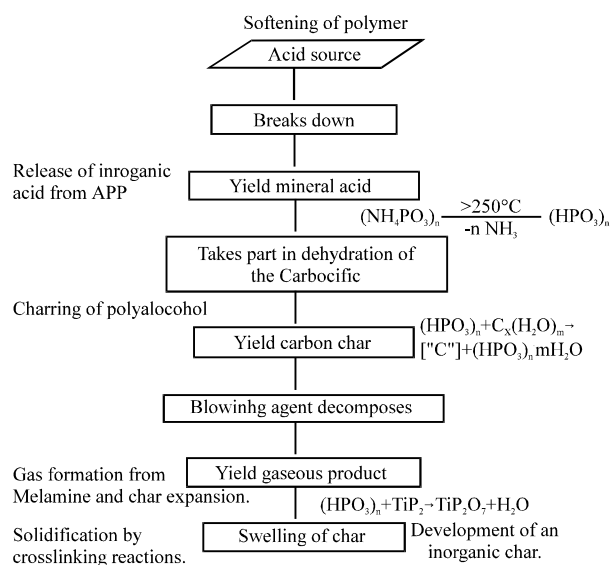 Softening of polymer
Acid source
Breaks down
Release of inroganic
acid from APP
Yield mineral acid
(NH₄PO₃)ₙ >250°C -n NH₃ (HPO₃)ₙ
Takes part in dehydration of
the Carbocific
Charring of polyalocohol
Yield carbon char
(HPO₃)ₙ+Cₓ(H₂O)ₘ→
["C"]+(HPO₃)ₙmH₂O
Blowinhg agent decomposes
Yield gaseous product
Gas formation from
Melamine and char expansion.
(HPO₃)ₙ+TiP₂→TiP₂O₇+H₂O
Solidification by
crosslinking reactions.
Swelling of char
Development of an
inorganic char.